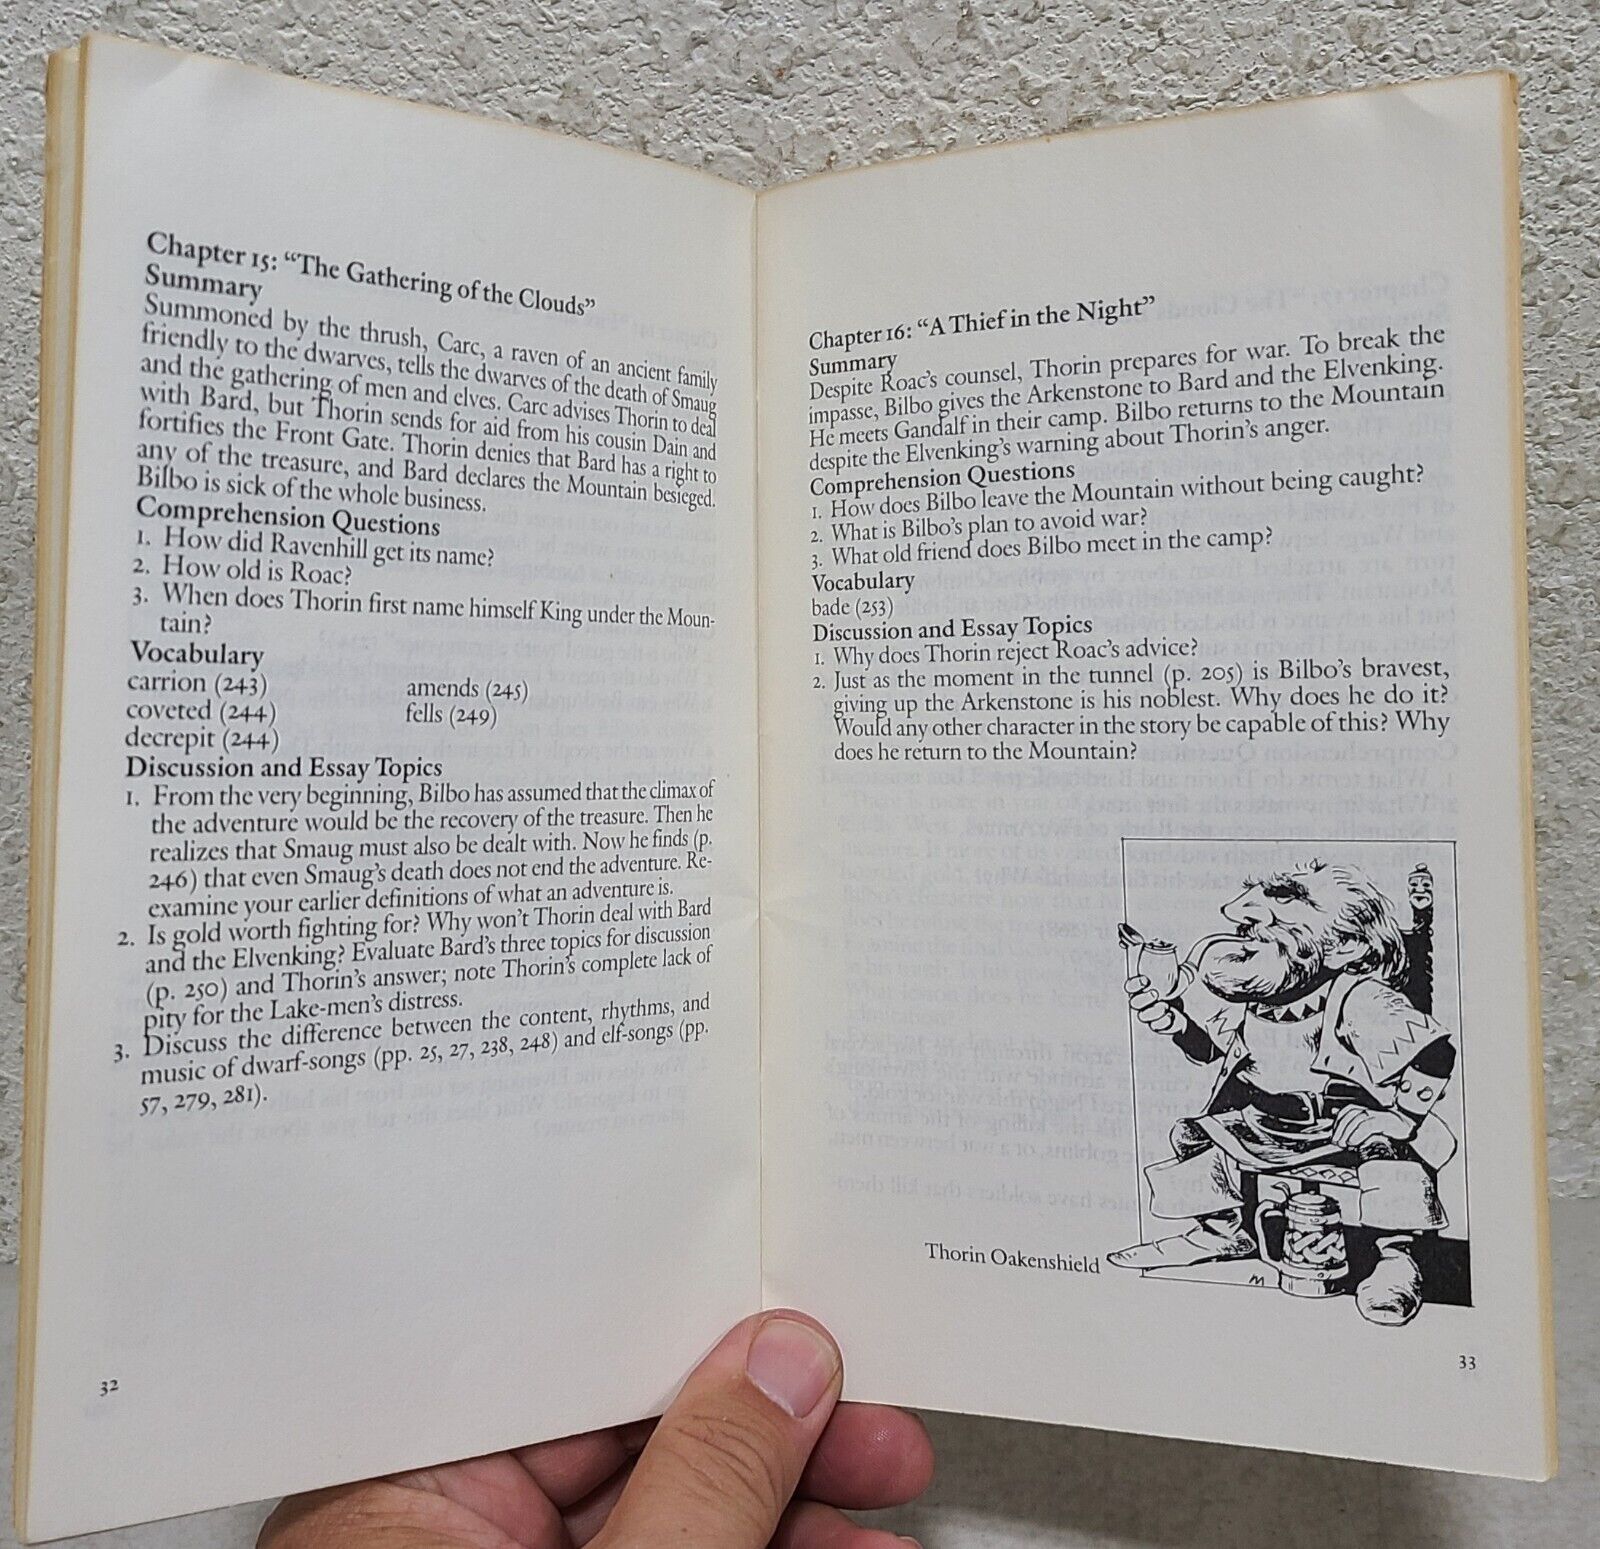 Chapter 15: “The Gathering of the Clouds”
Summary
Summoned by the thrush, Carc, a raven of an ancient family
friendly to the dwarves, tells the dwarves of the death of Smaug
and the gathering of men and elves. Carc advises Thorin to deal
with Bard, but Thorin sends for aid from his cousin Dain and
fortifies the Front Gate. Thorin denies that Bard has a right to
any of the treasure, and Bard declares the Mountain besieged.
Bilbo is sick of the whole business.
Comprehension Questions
1. How did Ravenhill get its name?
2. How old is Roac?
3. When does Thorin first name himself King under the Moun-
tain?
Vocabulary
carrion (243)
coveted (244)
decrepit (244)
amends (245)
fells (249)
Discussion and Essay Topics
1. From the very beginning, Bilbo has assumed that the climax of
the adventure would be the recovery of the treasure. Then he
realizes that Smaug must also be dealt with. Now he finds (p.
246) that even Smaug’s death does not end the adventure. Re-
examine your earlier definitions of what an adventure is.
2. Is gold worth fighting for? Why won’t Thorin deal with Bard
and the Elvenking? Evaluate Bard’s three topics for discussion
(p. 250) and Thorin’s answer; note Thorin’s complete lack of
pity for the Lake-men’s distress.
3. Discuss the difference between the content, rhythms, and
music of dwarf-songs (pp. 25, 27, 238, 248) and elf-songs (pp.
57, 279, 281).
32
Chapter 16: “A Thief in the Night”
Summary
Despite Roac’s counsel, Thorin prepares for war. To break the
impasse, Bilbo gives the Arkenstone to Bard and the Elvenking.
He meets Gandalf in their camp. Bilbo returns to the Mountain
despite the Elvenking’s warning about Thorin’s anger.
Comprehension Questions
1. How does Bilbo leave the Mountain without being caught?
2. What is Bilbo’s plan to avoid war?
3. What old friend does Bilbo meet in the camp?
Vocabulary
bade (253)
Discussion and Essay Topics
1. Why does Thorin reject Roac’s advice?
2. Just as the moment in the tunnel (p. 205) is Bilbo’s bravest,
giving up the Arkenstone is his noblest. Why does he do it?
Would any other character in the story be capable of this? Why
does he return to the Mountain?
Thorin Oakenshield
M
33